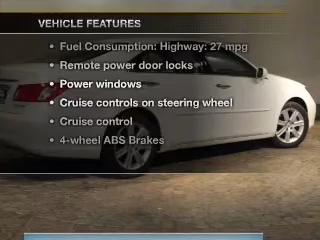 VEHICLE FEATURES
• Fuel Consumption: Highway: 27 mpg
• Remote power door locks
• Power windows
• Cruise controls on steering wheel
• Cruise control
• 4-wheel ABS Brakes